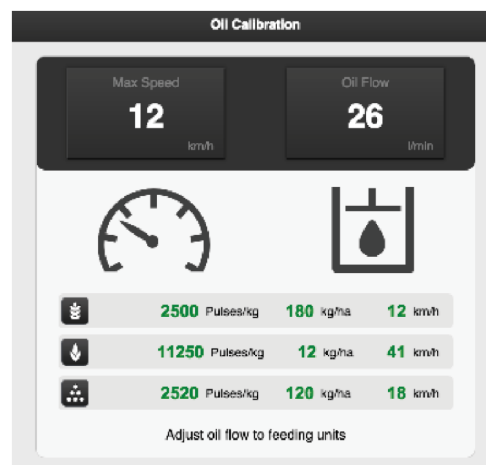 Oil Calibration
Max Speed Oil Flow
12 26
km/h l/min
2500 Pulses/kg 180 kg/ha 12 km/h
11250 Pulses/kg 12 kg/ha 41 km/h
2520 Pulses/kg 120 kg/ha 18 km/h
Adjust oil flow to feeding units